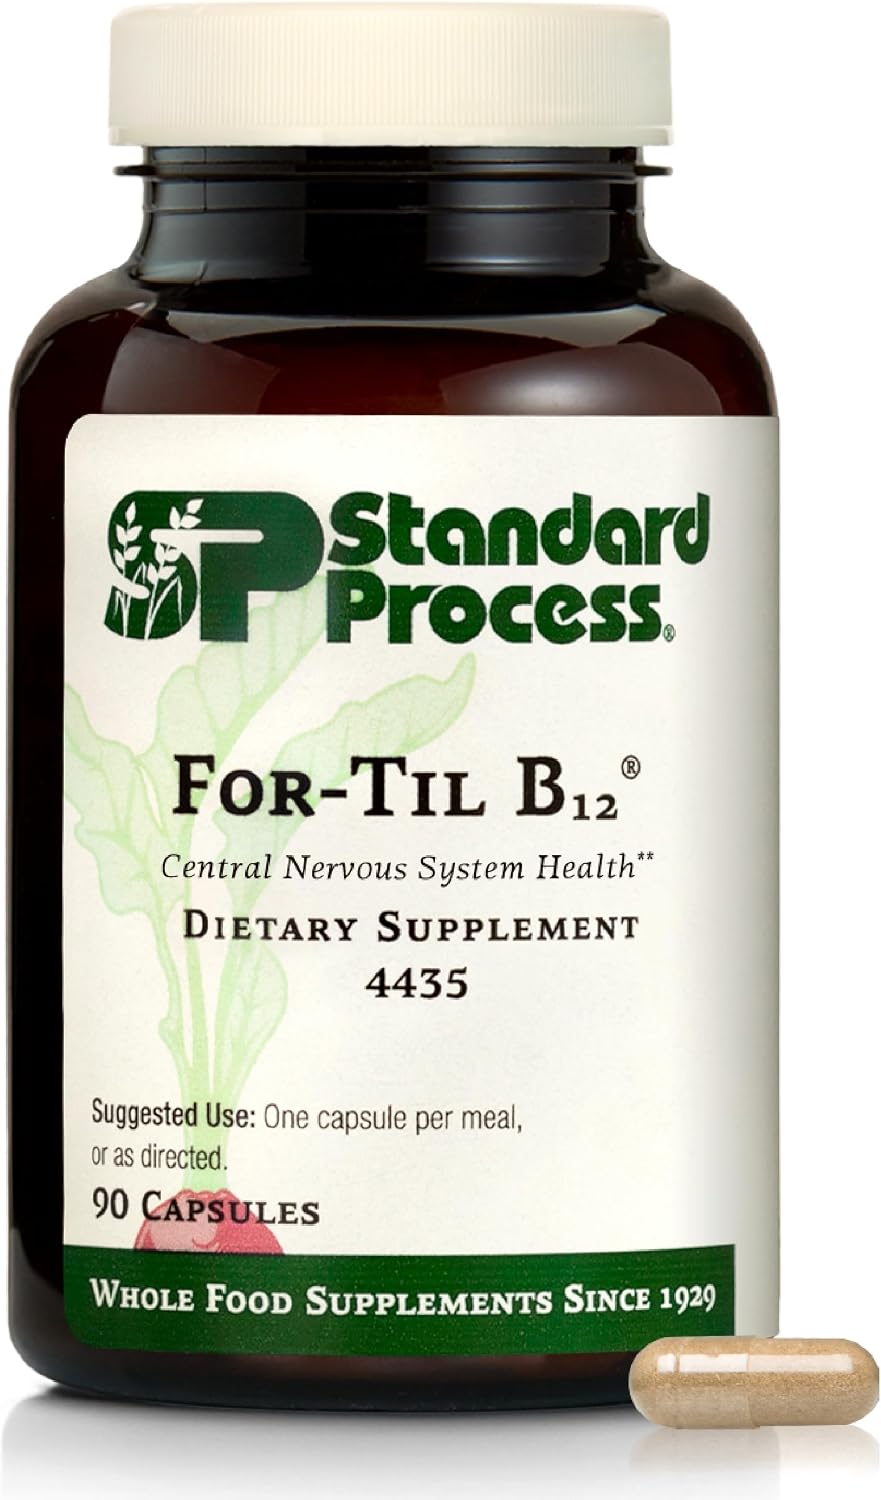 SP Standard
Process®
FOR-TIL B12®
Central Nervous System Health**
DIETARY SUPPLEMENT
4435
Suggested Use: One capsule per meal,
or as directed.
90 CAPSULES
WHOLE FOOD SUPPLEMENTS SINCE 1929